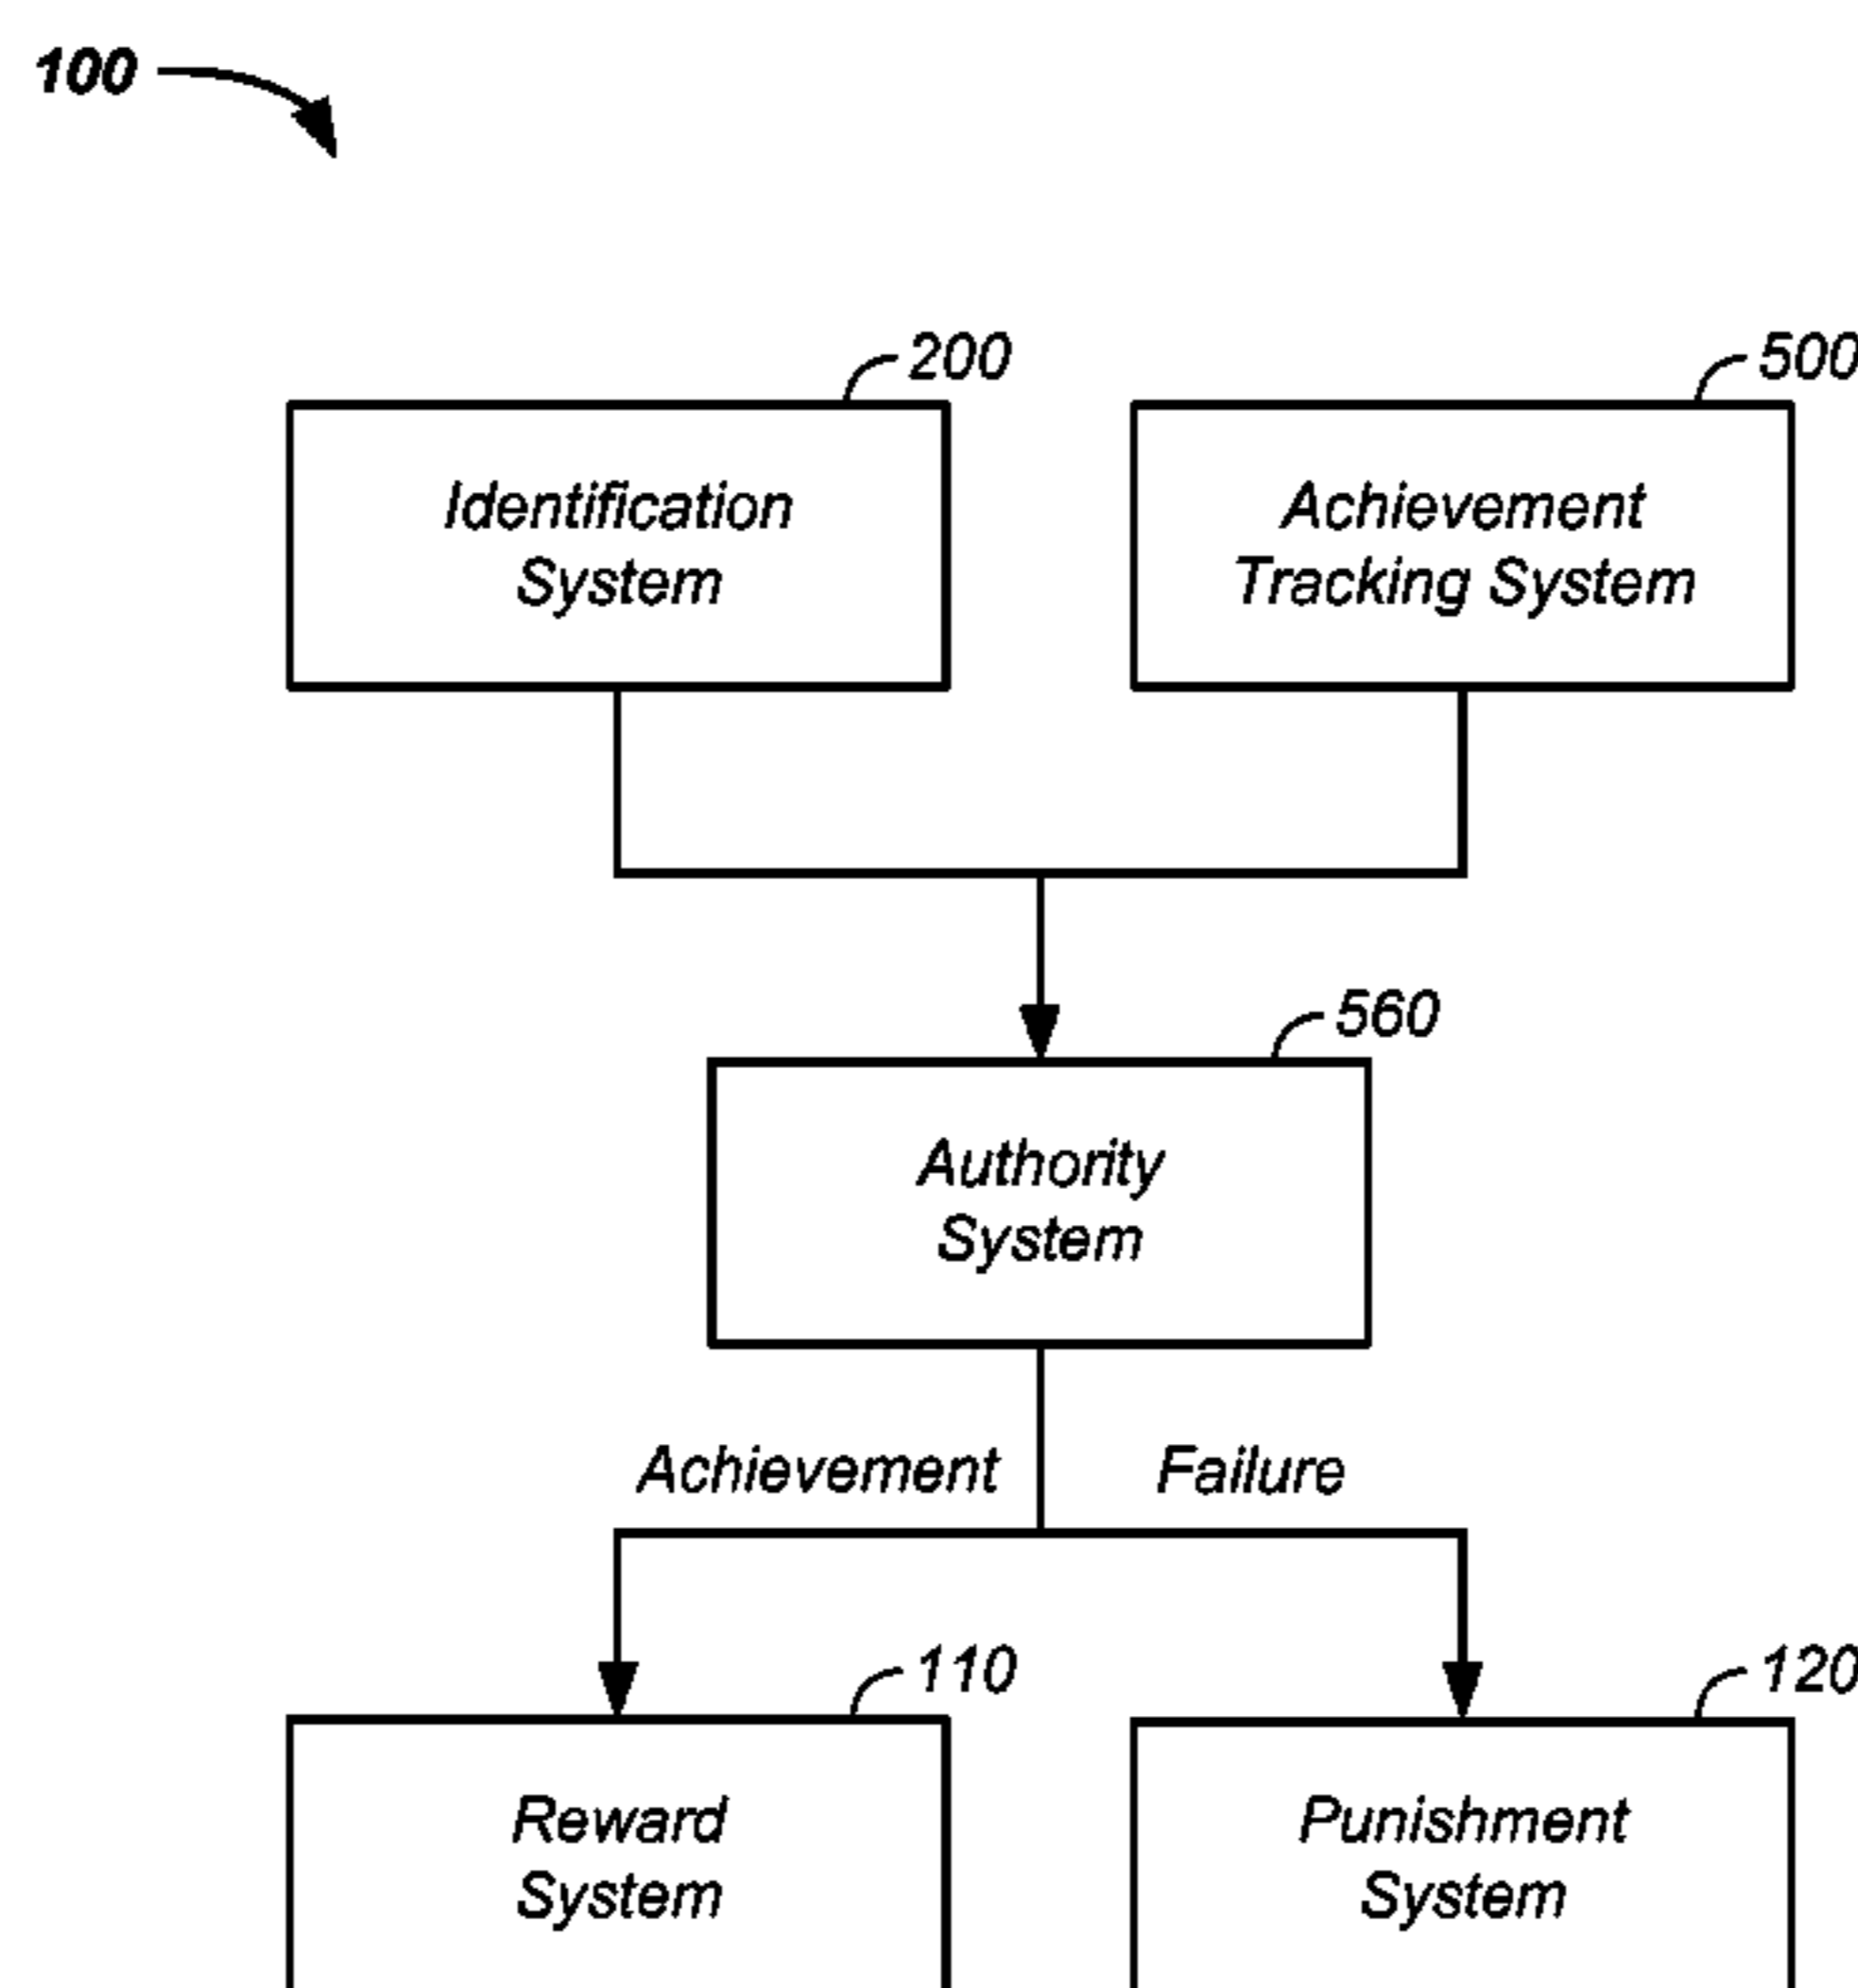 100
200
500
Identification
System
Achievement
Tracking System
560
Authority
System
Achievement
Failure
110
120
Reward
System
Punishment
System